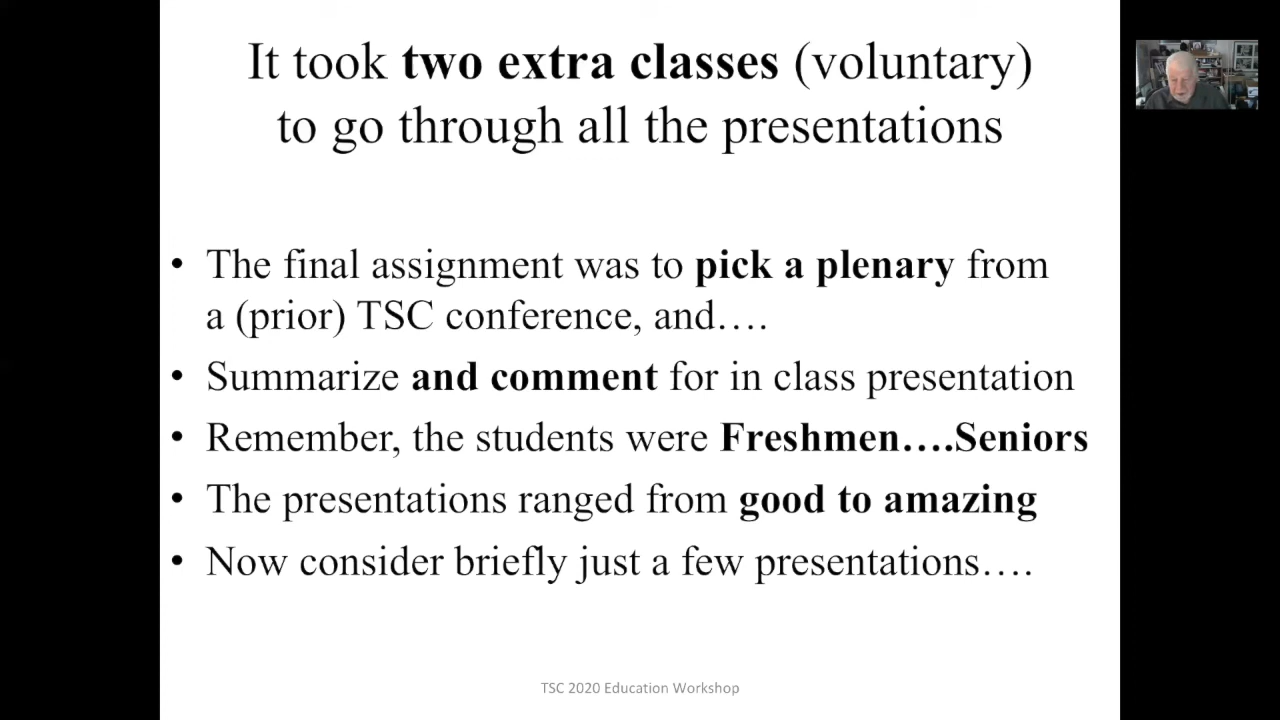 It took two extra classes (voluntary)
to go through all the presentations
• The final assignment was to pick a plenary from
a (prior) TSC conference, and….
• Summarize and comment for in class presentation
• Remember, the students were Freshmen….Seniors
• The presentations ranged from good to amazing
• Now consider briefly just a few presentations….
TSC 2020 Education Workshop